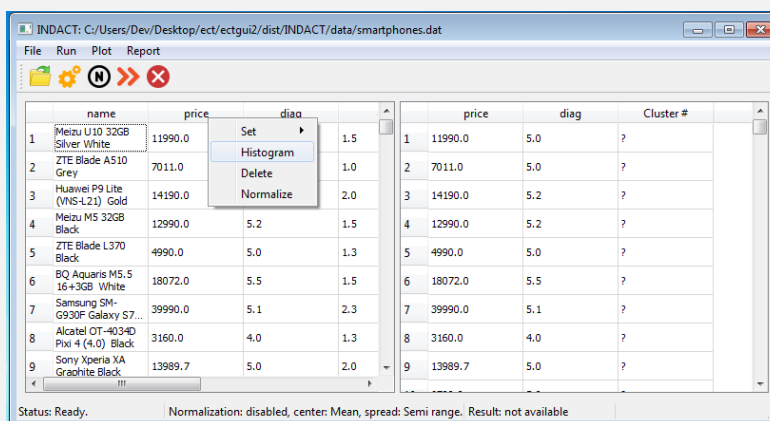 INDACT: C:/Users/Dev/Desktop/ect/ectgui2/dist/INDACT/data/smartphones.dat
File Run Plot Report
N
name price diag
price diag Cluster #
1 Meizu U10 32GB Silver White 11990.0 1.5
Set
Histogram
Delete
Normalize
2 ZTE Blade A510 Grey 7011.0 1.0
3 Huawei P9 Lite (VNS-L21) Gold 14190.0 2.0
4 Meizu M5 32GB Black 12990.0 5.2 1.5
5 ZTE Blade L370 Black 4990.0 5.0 1.3
6 BQ Aquaris M5.5 16+3GB White 18072.0 5.5 1.5
7 Samsung SM-G930F Galaxy S7... 39990.0 5.1 2.3
8 Alcatel OT-4034D Pixi 4 (4.0) Black 3160.0 4.0 1.3
9 Sony Xperia XA Graphite Black 13989.7 5.0 2.0
1 11990.0 5.0 ?
2 7011.0 5.0 ?
3 14190.0 5.2 ?
4 12990.0 5.2 ?
5 4990.0 5.0 ?
6 18072.0 5.5 ?
7 39990.0 5.1 ?
8 3160.0 4.0 ?
9 13989.7 5.0 ?
Status: Ready. Normalization: disabled, center: Mean, spread: Semi range. Result: not available